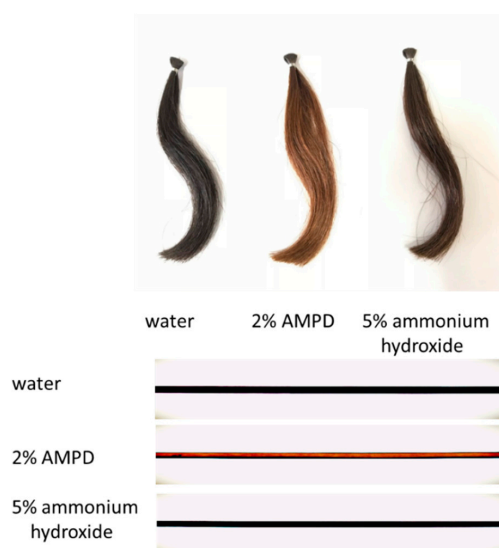 water
2% AMPD
5% ammonium
hydroxide
water
2% AMPD
5% ammonium
hydroxide